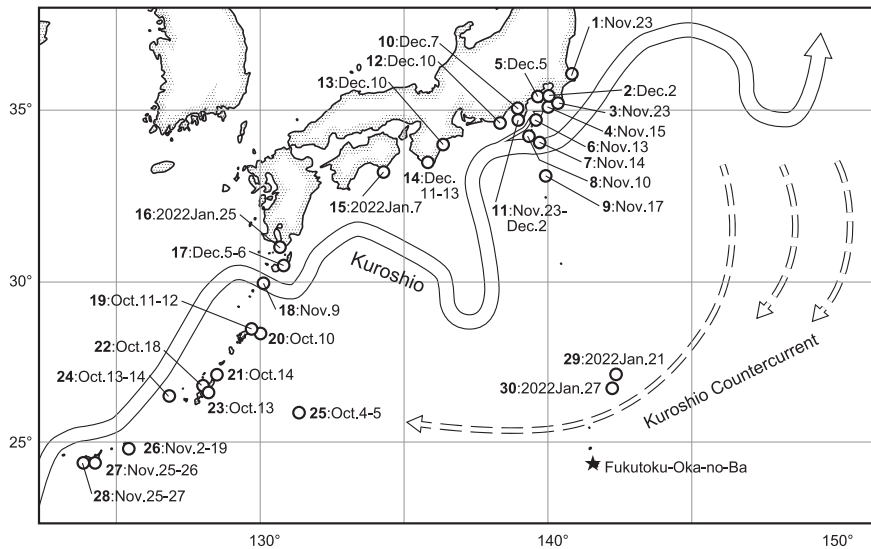 1:Nov.23
10:Dec.7
12:Dec.10
5:Dec.5
13:Dec.10
2:Dec.2
35°
3:Nov.23
4:Nov.15
6:Nov.13
7:Nov.14
14:Dec.
11-13
8:Nov.10
15:2022Jan.7
9:Nov.17
11:Nov.23-
Dec.2
16:2022Jan.25
17:Dec.5-6
Kuroshio
30°
18:Nov.9
19:Oct.11-12
20:Oct.10
22:Oct.18
29:2022Jan.21
24:Oct.13-14
21:Oct.14
30:2022Jan.27
23:Oct.13
25:Oct.4-5
Kuroshio Countercurrent
25°
26:Nov.2-19
27:Nov.25-26
Fukutoku-Oka-no-Ba
28:Nov.25-27
130°
140°
150°